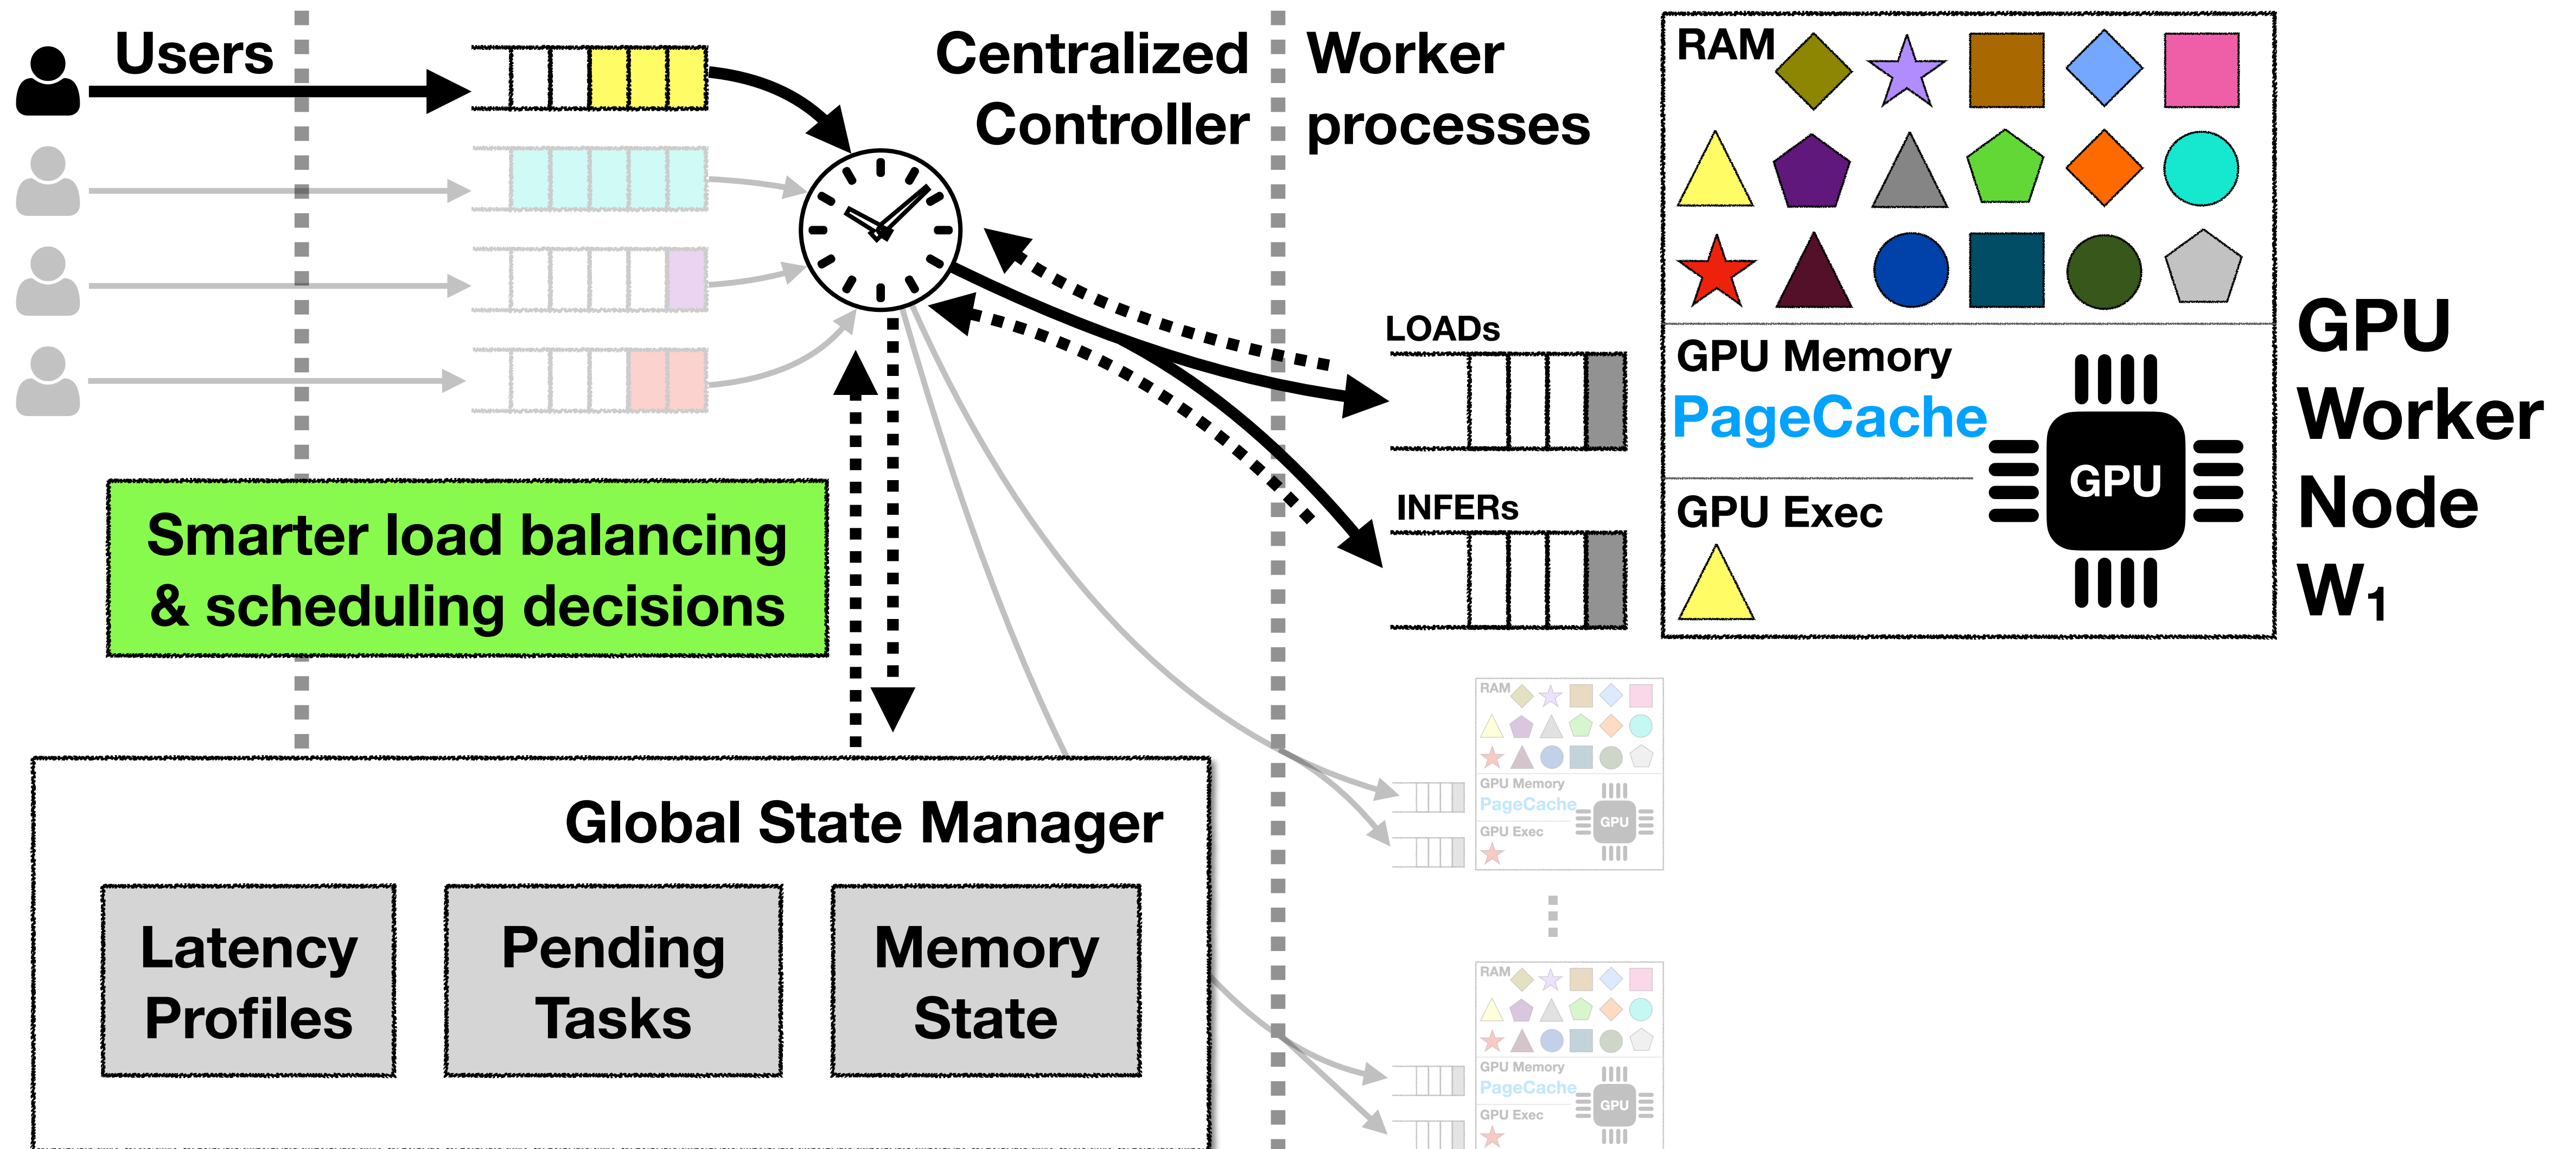 Users
Centralized
Controller
Worker
processes
RAM
LOADs
GPU Memory
PageCache
GPU
INFERs
GPU Exec
GPU
Worker
Node
W₁
Smarter load balancing
& scheduling decisions
Global State Manager
Latency
Profiles
Pending
Tasks
Memory
State
RAM
GPU Memory
PageCache
GPU
GPU Exec
RAM
GPU Memory
PageCache
GPU
GPU Exec